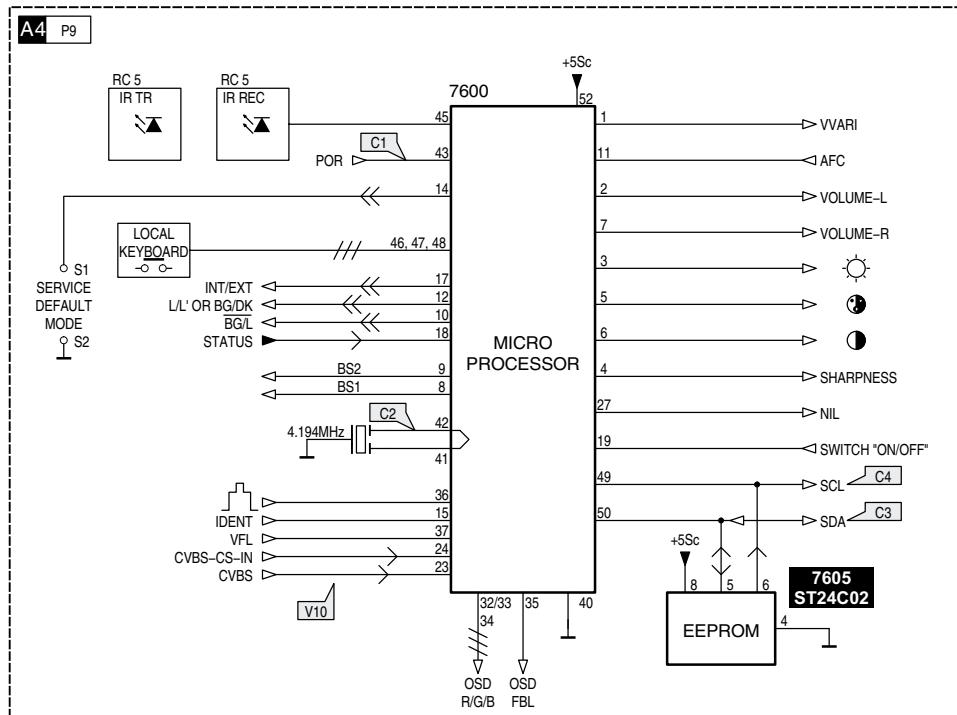 A4 P9
+5Sc
RC 5
IR TR
RC 5
IR REC
7600
52
45
1
VVARI
C1
POR
43
11
AFC
14
2
VOLUME–L
LOCAL
KEYBOARD
46, 47, 48
7
VOLUME–R
S1
SERVICE
DEFAULT
MODE
S2
INT/EXT
17
3
L/L' OR BG/DK
12
5
BG/L
10
STATUS
18
6
MICRO
PROCESSOR
BS2
9
4
SHARPNESS
BS1
8
C2
42
27
NIL
4.194MHz
41
19
SWITCH "ON/OFF"
49
SCL
C4
36
IDENT
15
50
SDA
C3
VFL
37
CVBS–CS–IN
24
CVBS
23
V10
+5Sc
8
5
6
7605
ST24C02
EEPROM
4
32/33
34
35
40
OSD
R/G/B
OSD
FBL